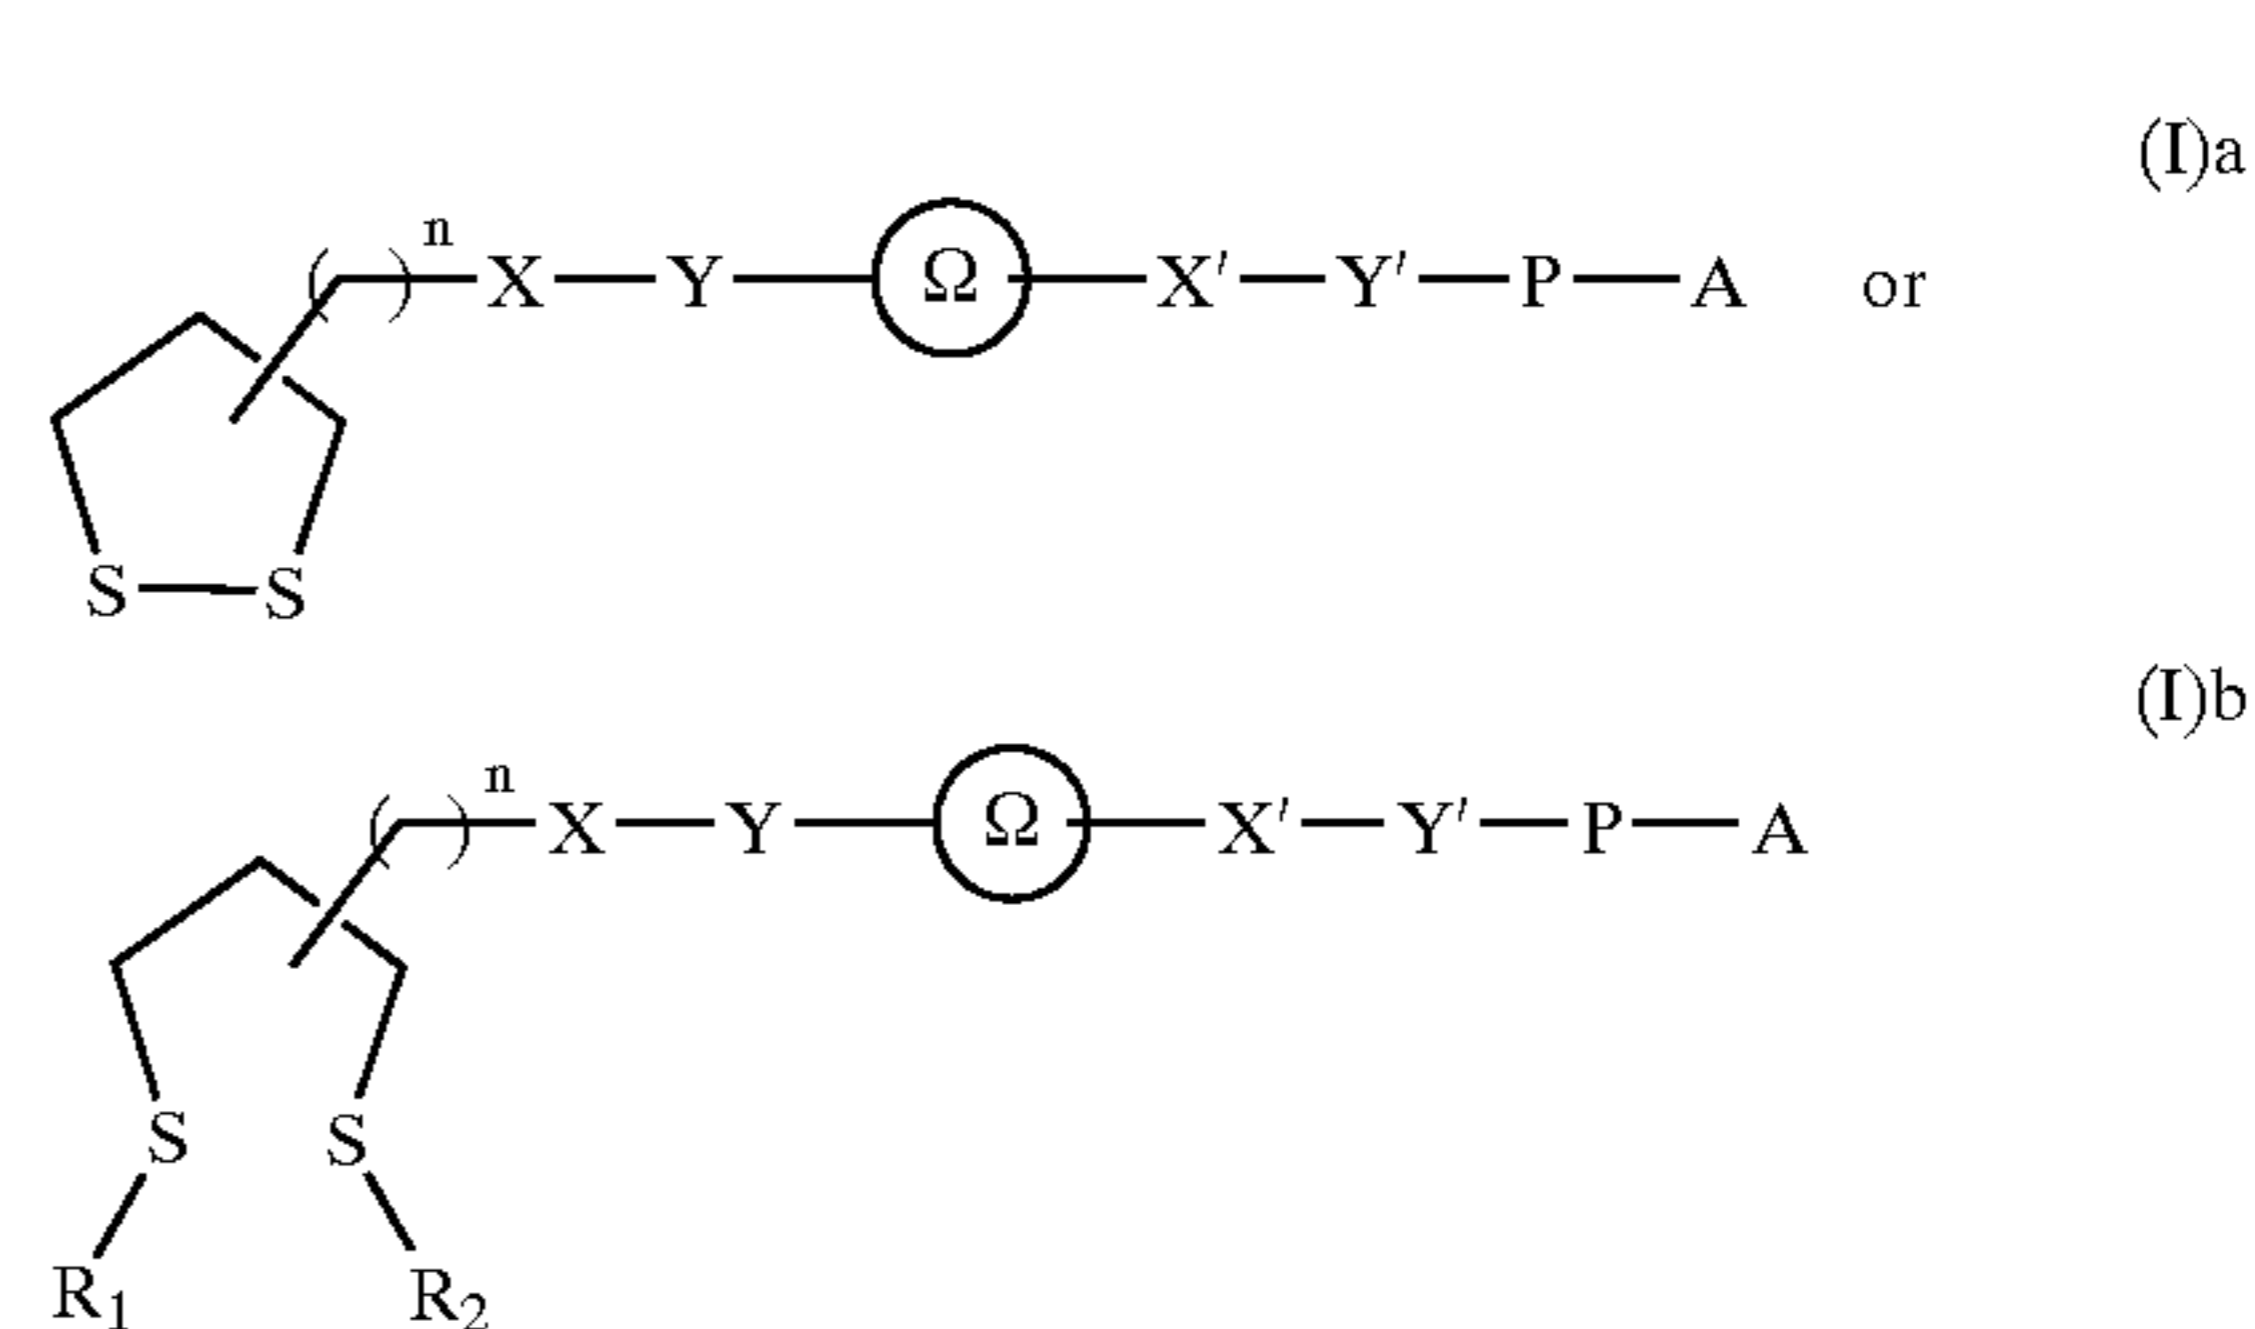 (I)a
n
X—Y—Ω—X′—Y′—P—A or
S—S
(I)b
n
X—Y—Ω—X′—Y′—P—A
S S
R₁ R₂